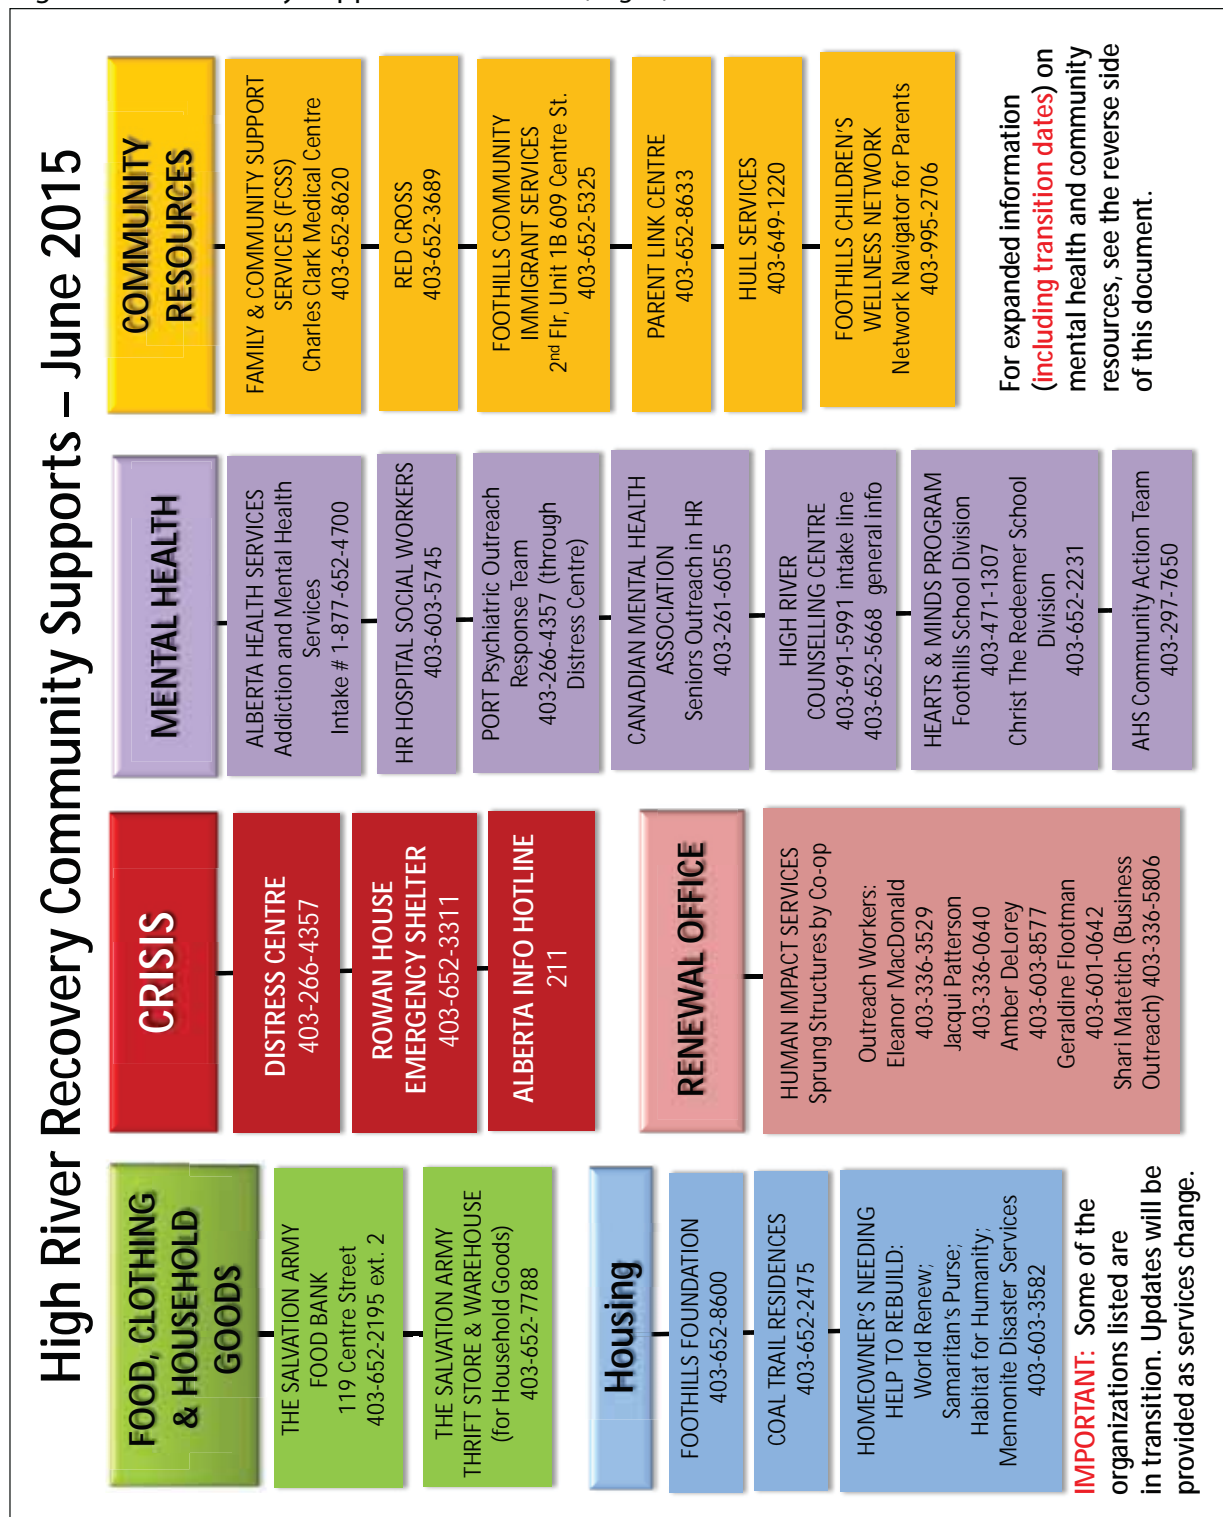 High River Recovery Community Supports – June 2015
FOOD, CLOTHING
& HOUSEHOLD
GOODS
THE SALVATION ARMY
FOOD BANK
119 Centre Street
403-652-2195 ext. 2
THE SALVATION ARMY
THRIFT STORE & WAREHOUSE
(for Household Goods)
403-652-7788
Housing
FOOTHILLS FOUNDATION
403-652-8600
COAL TRAIL RESIDENCES
403-652-2475
HOMEOWNER'S NEEDING
HELP TO REBUILD:
World Renew;
Samaritan's Purse;
Habitat for Humanity;
Mennonite Disaster Services
403-603-3582
IMPORTANT: Some of the
organizations listed are
in transition. Updates will be
provided as services change.
CRISIS
DISTRESS CENTRE
403-266-4357
ROWAN HOUSE
EMERGENCY SHELTER
403-652-3311
ALBERTA INFO HOTLINE
211
RENEWAL OFFICE
HUMAN IMPACT SERVICES
Sprung Structures by Co-op
Outreach Workers:
Eleanor MacDonald
403-336-3529
Jacqui Patterson
403-336-0640
Amber DeLorey
403-603-8577
Geraldine Flootman
403-601-0642
Shari Matetich (Business
Outreach) 403-336-5806
MENTAL HEALTH
ALBERTA HEALTH SERVICES
Addiction and Mental Health
Services
Intake # 1-877-652-4700
HR HOSPITAL SOCIAL WORKERS
403-603-5745
PORT Psychiatric Outreach
Response Team
403-266-4357 (through
Distress Centre)
CANADIAN MENTAL HEALTH
ASSOCIATION
Seniors Outreach in HR
403-261-6055
HIGH RIVER
COUNSELLING CENTRE
403-691-5991 intake line
403-652-5668 general info
HEARTS & MINDS PROGRAM
Foothills School Division
403-471-1307
Christ The Redeemer School
Division
403-652-2231
AHS Community Action Team
403-297-7650
COMMUNITY
RESOURCES
FAMILY & COMMUNITY SUPPORT
SERVICES (FCSS)
Charles Clark Medical Centre
403-652-8620
RED CROSS
403-652-3689
FOOTHILLS COMMUNITY
IMMIGRANT SERVICES
2nd Flr, Unit 1B 609 Centre St.
403-652-5325
PARENT LINK CENTRE
403-652-8633
HULL SERVICES
403-649-1220
FOOTHILLS CHILDREN'S
WELLNESS NETWORK
Network Navigator for Parents
403-995-2706
For expanded information
(including transition dates) on
mental health and community
resources, see the reverse side
of this document.